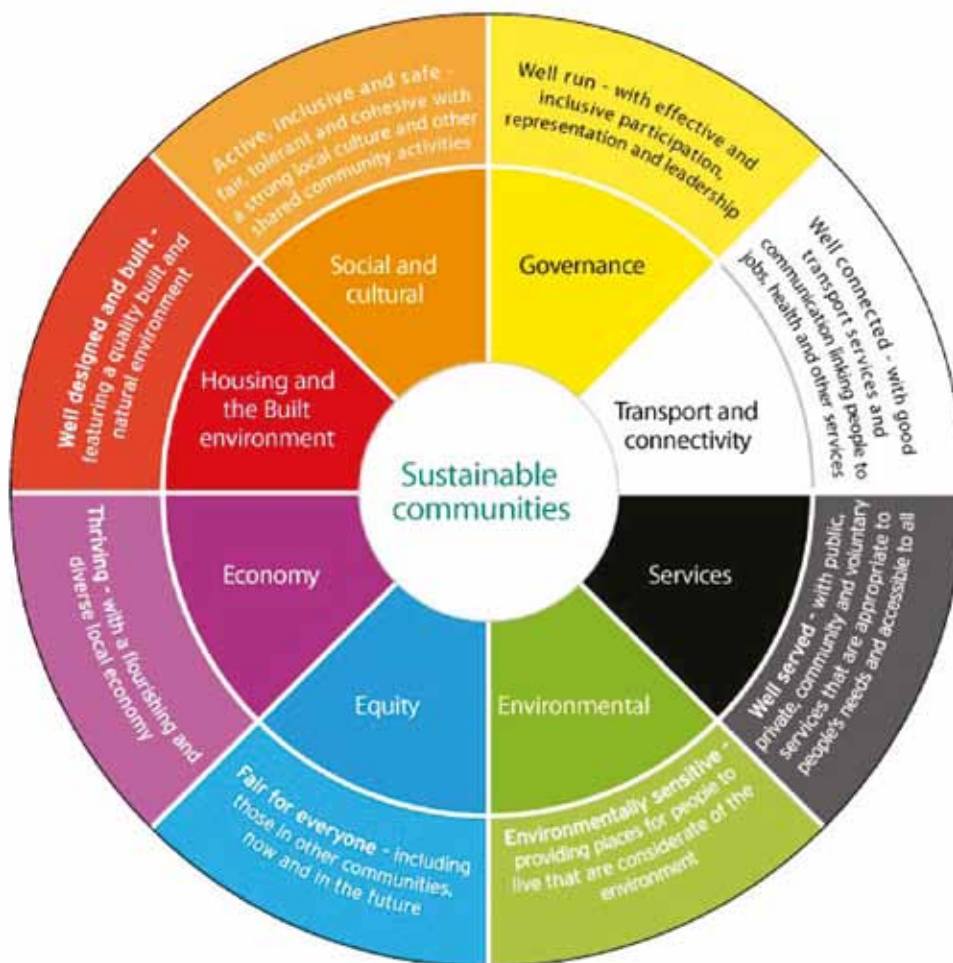 Sustainable
communities
Governance
Well run - with effective and
inclusive participation,
representation and leadership
Transport and
connectivity
Well connected - with good
transport services and
communication linking people to
jobs, health and other services
Services
Well served - with public,
private, community and voluntary
services that are appropriate to
people's needs and accessible to all
Environmental
Environmentally sensitive -
providing places for people to
live that are considerate of the
environment
Equity
Fair for everyone - including
those in other communities,
now and in the future
Economy
Thriving - with a flourishing and
diverse local economy
Housing and
the Built
environment
Well designed and built -
featuring a quality built and
natural environment
Social and
cultural
Active, inclusive and safe -
fair, tolerant and cohesive with
a strong local culture and other
shared community activities